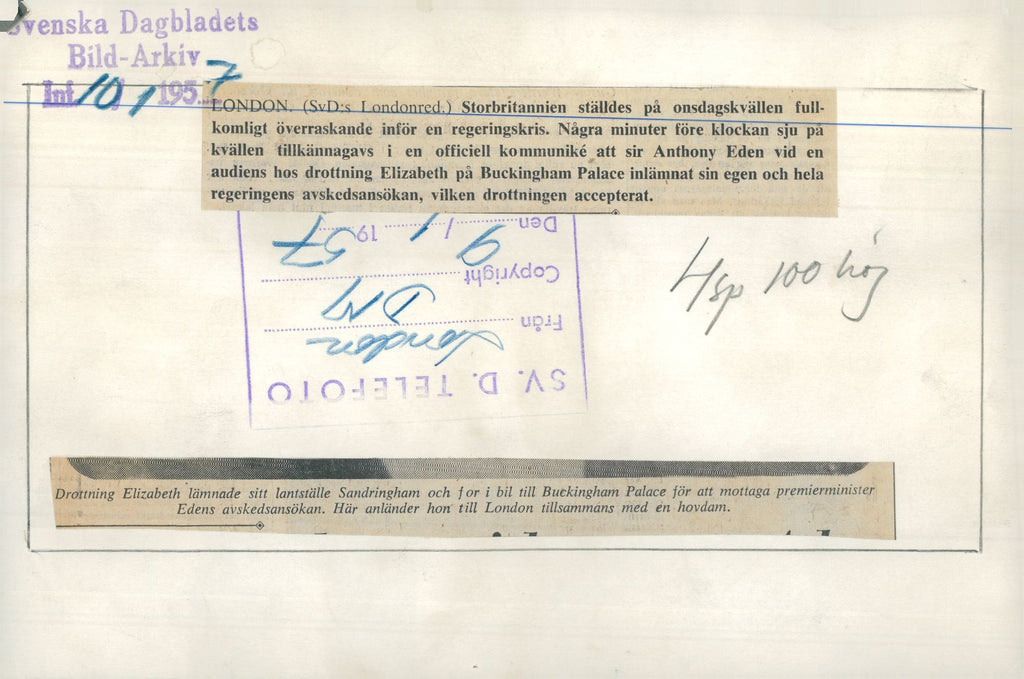 Svenska Dagbladets
Bild-Arkiv
Inf. 10/1 1957
LONDON. (SvD:s Londonred.) Storbritannien ställdes på onsdagskvällen full-
komligt överraskande inför en regeringskris. Några minuter före klockan sju på
kvällen tillkännagavs i en officiell kommuniké att sir Anthony Eden vid en
audiens hos drottning Elizabeth på Buckingham Palace inlämnat sin egen och hela
regeringens avskedsansökan, vilken drottningen accepterat.
SV. D. TELEFOTO
London
Från DN
Copyright
Den 9/1 1957
4 sp 100 hög
Drottning Elizabeth lämnade sitt lantställe Sandringham och for i bil till Buckingham Palace för att mottaga premierminister
Edens avskedsansökan. Här anländer hon till London tillsammans med en hovdam.